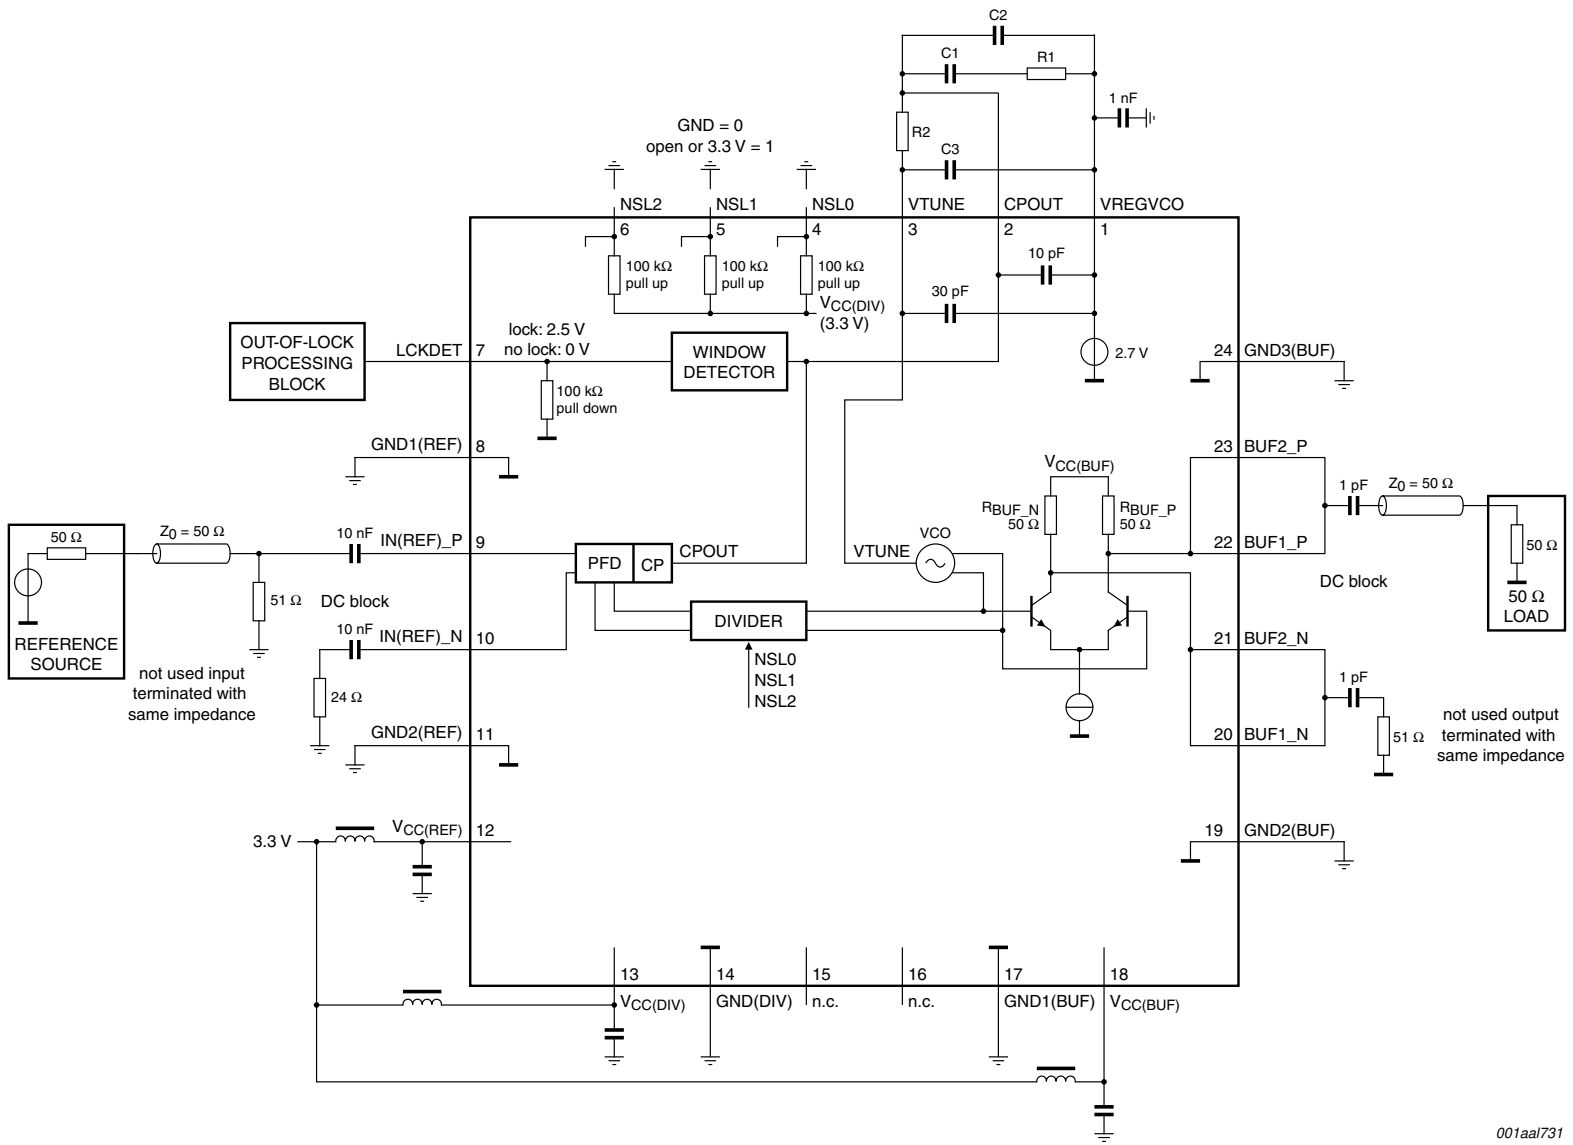 C2
C1
R1
1 nF
GND = 0
open or 3.3 V = 1
R2
C3
NSL2
NSL1
NSL0
VTUNE
CPOUT
VREGVCO
6
5
4
3
2
1
100 kΩ
pull up
100 kΩ
pull up
100 kΩ
pull up
10 pF
30 pF
VCC(DIV)
(3.3 V)
OUT-OF-LOCK
PROCESSING
BLOCK
LCKDET
7
lock: 2.5 V
no lock: 0 V
WINDOW
DETECTOR
2.7 V
24
GND3(BUF)
100 kΩ
pull down
GND1(REF)
8
23
BUF2_P
VCC(BUF)
RBUF_N
50 Ω
RBUF_P
50 Ω
1 pF
Z0 = 50 Ω
50 Ω
Z0 = 50 Ω
10 nF
IN(REF)_P
9
PFD
CP
CPOUT
VTUNE
VCO
22
BUF1_P
50 Ω
50 Ω
LOAD
DC block
51 Ω
DC block
REFERENCE
SOURCE
10 nF
IN(REF)_N
10
DIVIDER
NSL0
NSL1
NSL2
21
BUF2_N
1 pF
not used input
terminated with
same impedance
24 Ω
GND2(REF)
11
20
BUF1_N
51 Ω
not used output
terminated with
same impedance
3.3 V
VCC(REF)
12
19
GND2(BUF)
13
14
15
16
17
18
VCC(DIV)
GND(DIV)
n.c.
n.c.
GND1(BUF)
VCC(BUF)
001aal731